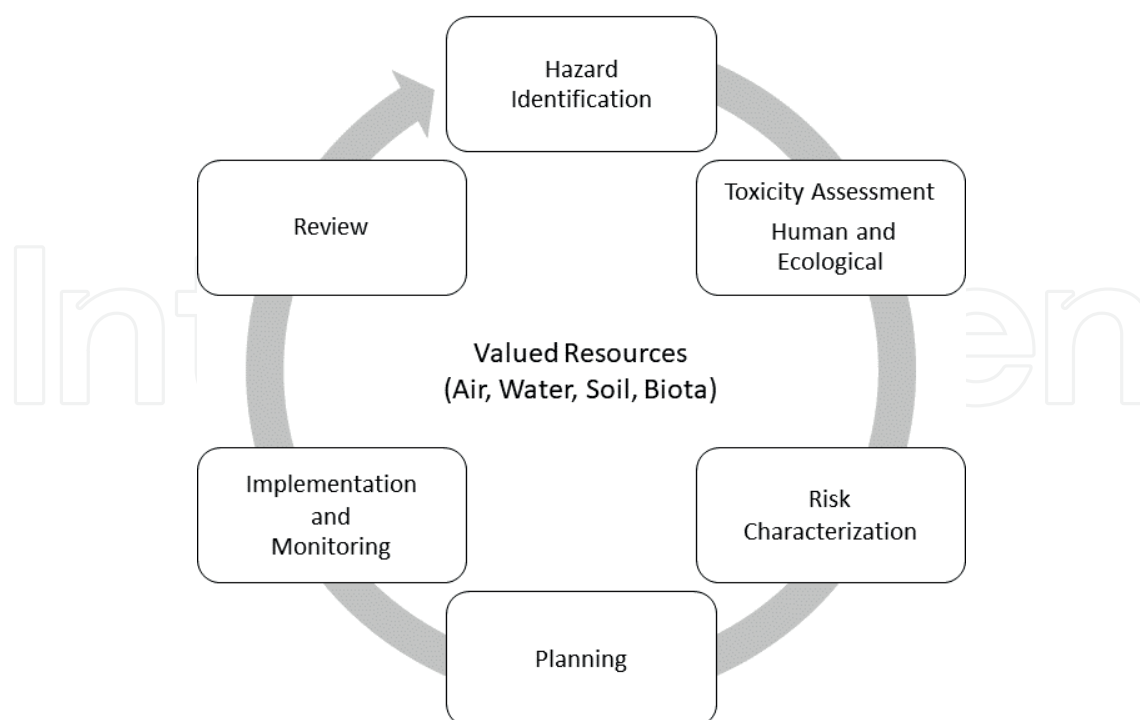 Hazard
Identification
Toxicity Assessment
Human and
Ecological
Review
Valued Resources
(Air, Water, Soil, Biota)
Implementation
and
Monitoring
Risk
Characterization
Planning